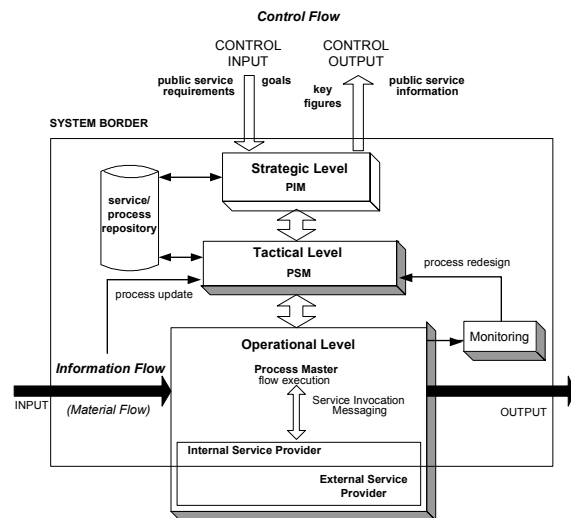 Control Flow
CONTROL
INPUT
CONTROL
OUTPUT
public service
requirements
goals
key
figures
public service
information
SYSTEM BORDER
Strategic Level
PIM
service/
process
repository
Tactical Level
PSM
process redesign
process update
Operational Level
Monitoring
Information Flow
Process Master
flow execution
INPUT
(Material Flow)
Service Invocation
Messaging
OUTPUT
Internal Service Provider
External Service
Provider